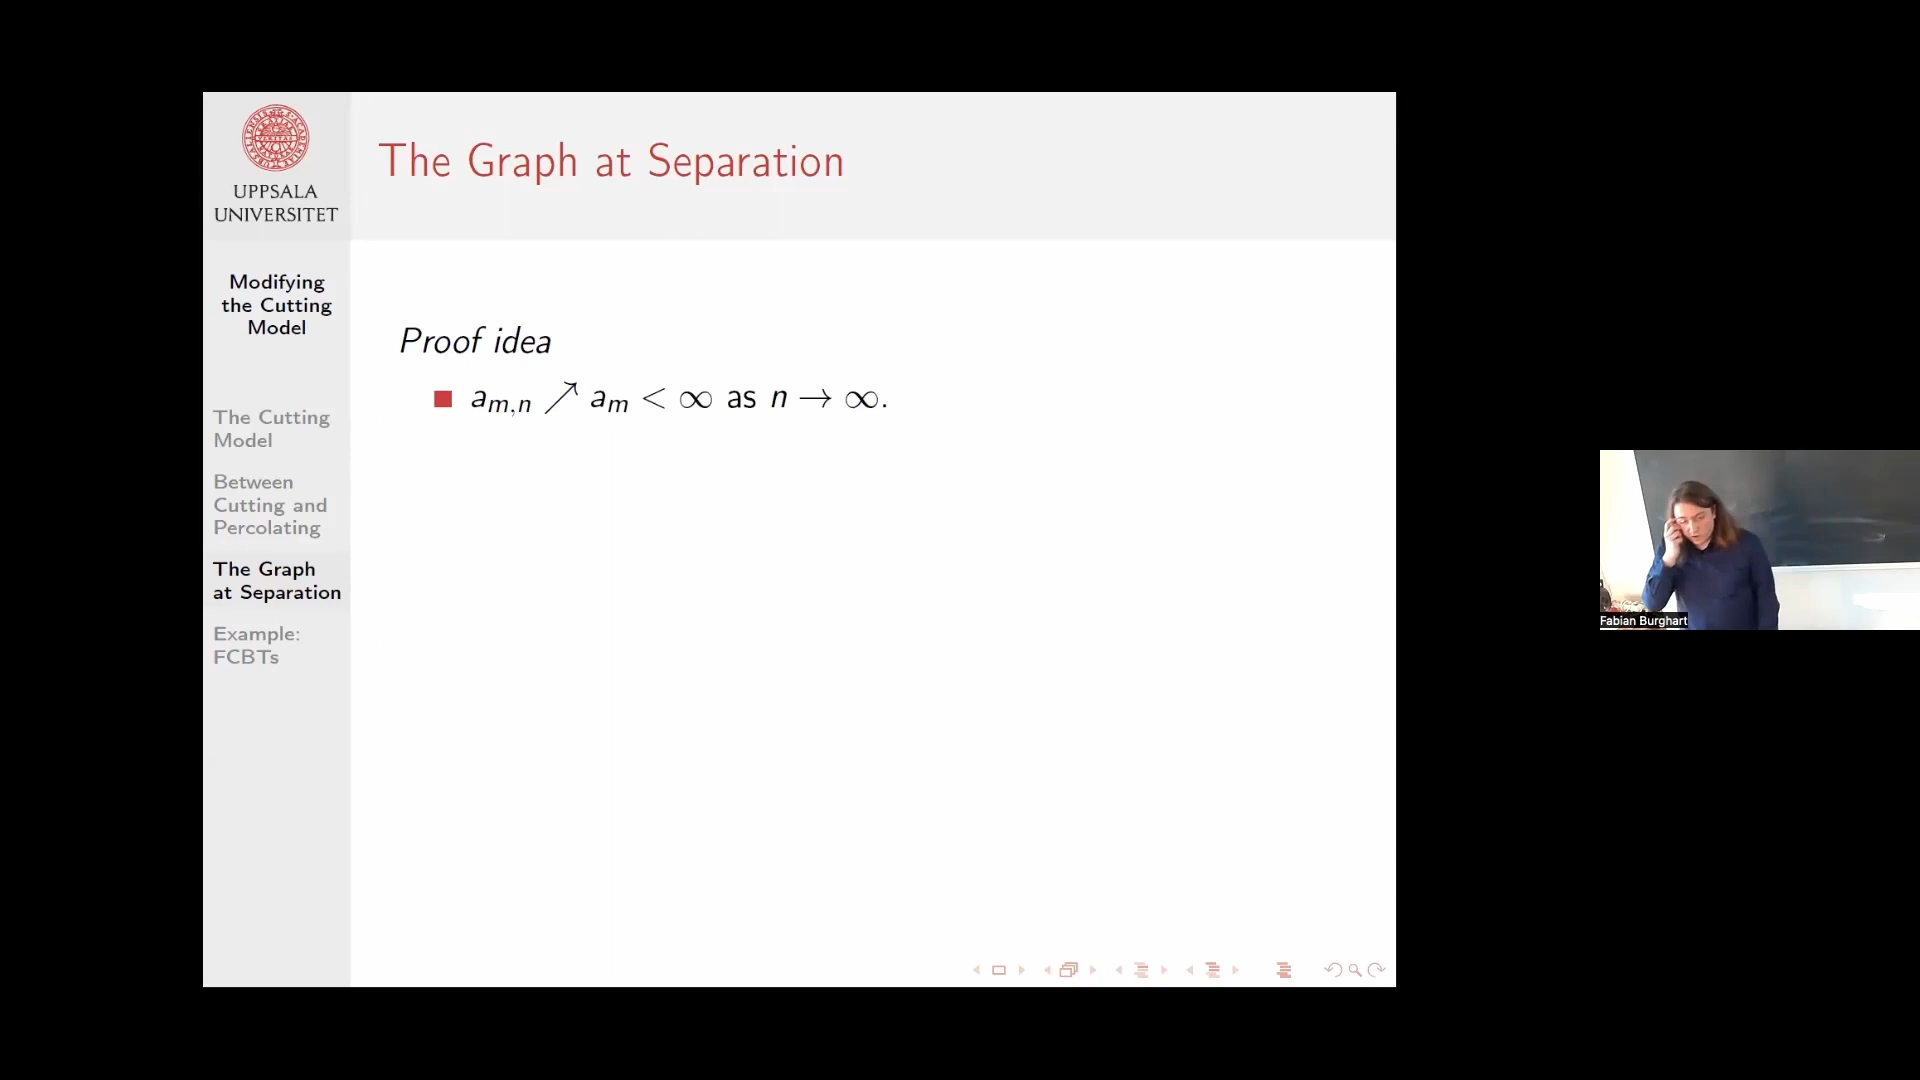 The Graph at Separation
UPPSALA
UNIVERSITET
Modifying
the Cutting
Model
The Cutting
Model
Between
Cutting and
Percolating
The Graph
at Separation
Example:
FCBTs
Proof idea
a_{m,n} ↗ a_m < ∞ as n → ∞.
Fabian Burghart